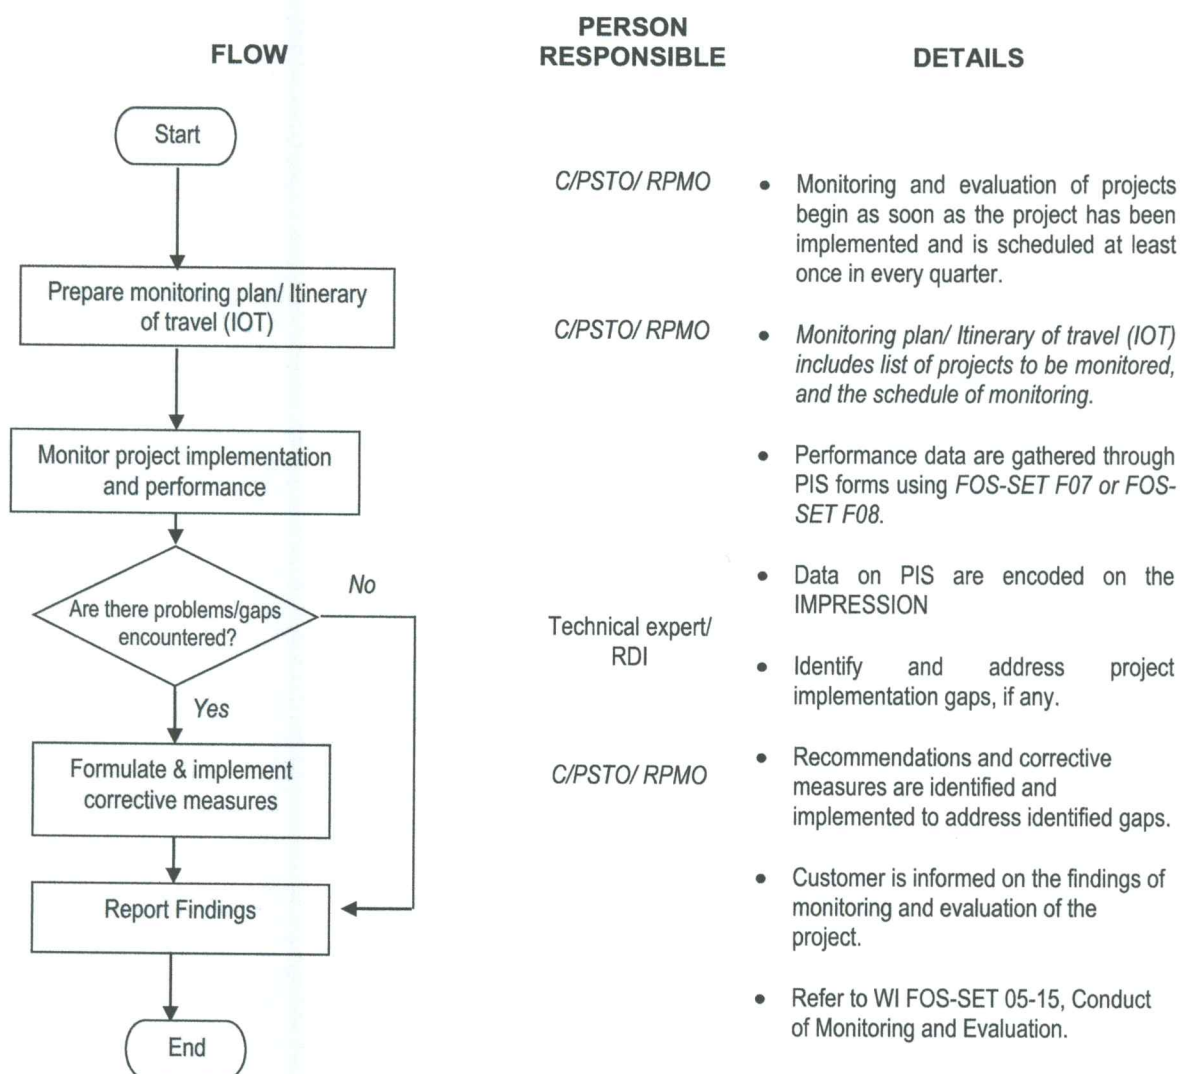 FLOW
PERSON
RESPONSIBLE
DETAILS
Start
Prepare monitoring plan/ Itinerary
of travel (IOT)
Monitor project implementation
and performance
Are there problems/gaps
encountered?
No
Yes
Formulate & implement
corrective measures
Report Findings
End
C/PSTO/ RPMO
C/PSTO/ RPMO
Technical expert/
RDI
C/PSTO/ RPMO
• Monitoring and evaluation of projects
begin as soon as the project has been
implemented and is scheduled at least
once in every quarter.
• Monitoring plan/ Itinerary of travel (IOT)
includes list of projects to be monitored,
and the schedule of monitoring.
• Performance data are gathered through
PIS forms using FOS-SET F07 or FOS-
SET F08.
• Data on PIS are encoded on the
IMPRESSION
• Identify and address project
implementation gaps, if any.
• Recommendations and corrective
measures are identified and
implemented to address identified gaps.
• Customer is informed on the findings of
monitoring and evaluation of the
project.
• Refer to WI FOS-SET 05-15, Conduct
of Monitoring and Evaluation.